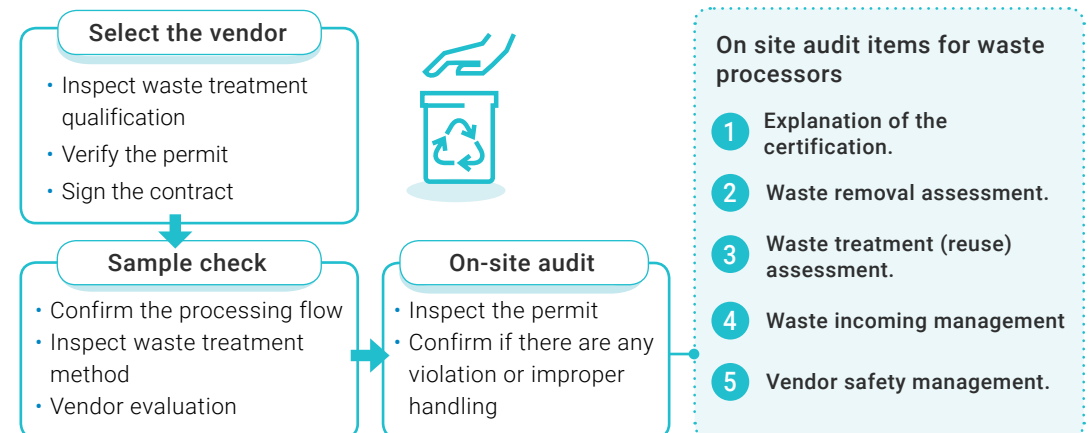 Select the vendor
• Inspect waste treatment
qualification
• Verify the permit
• Sign the contract
Sample check
• Confirm the processing flow
• Inspect waste treatment
method
• Vendor evaluation
On-site audit
• Inspect the permit
• Confirm if there are any
violation or improper
handling
On site audit items for waste
processors
1 Explanation of the
certification.
2 Waste removal assessment.
3 Waste treatment (reuse)
assessment.
4 Waste incoming management
5 Vendor safety management.